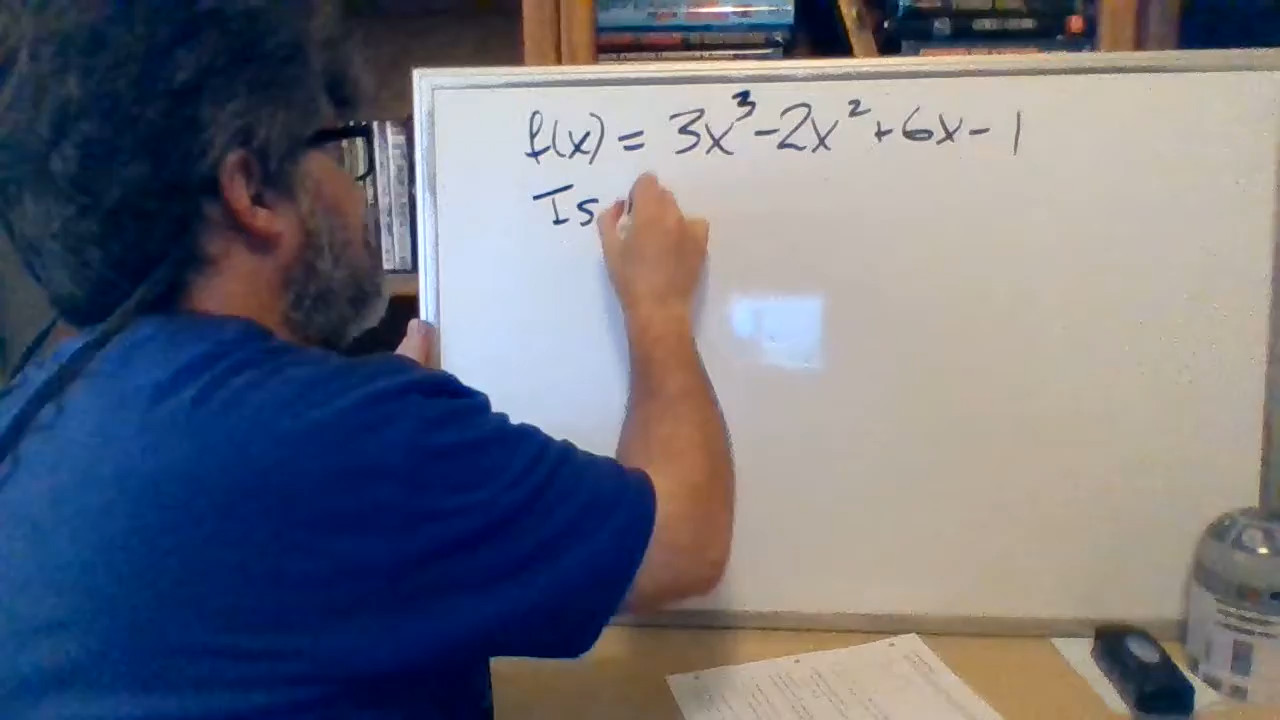 f(x) = 3x³-2x²+6x-1
Is